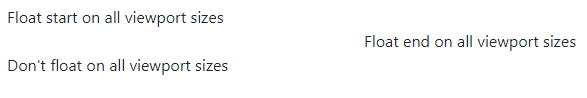 Float start on all viewport sizes
Float end on all viewport sizes
Don't float on all viewport sizes